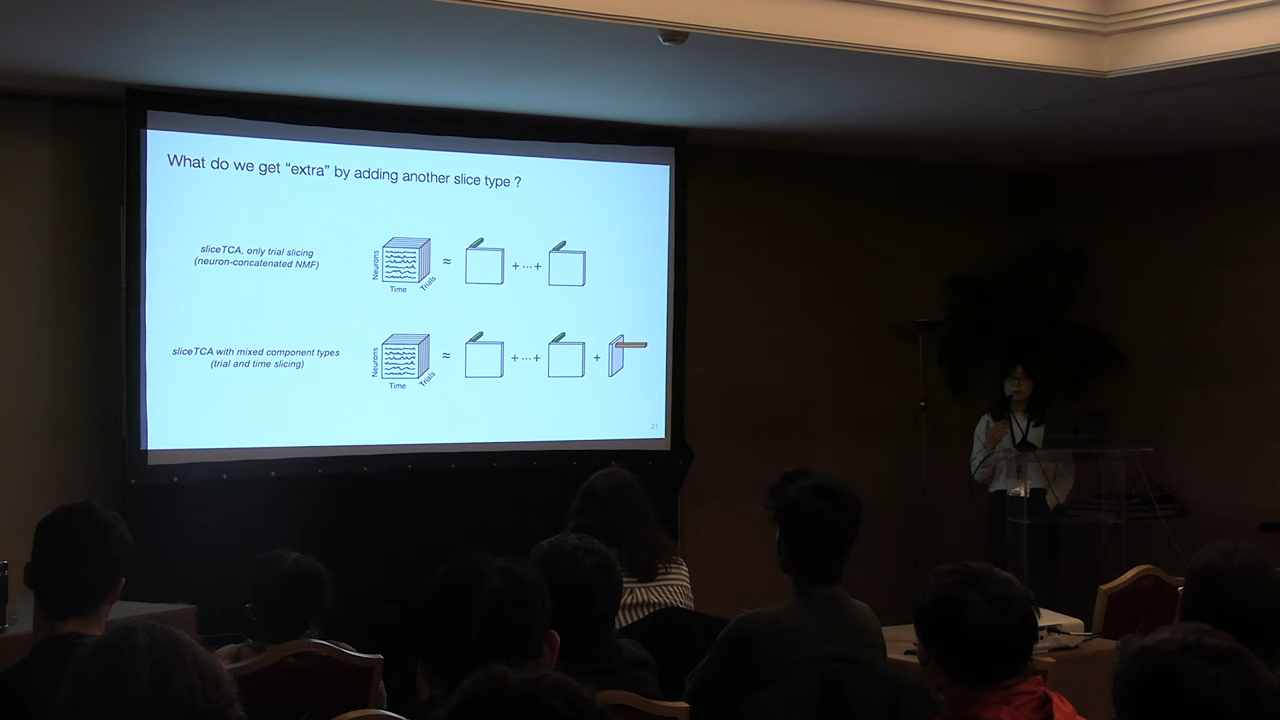 What do we get “extra” by adding another slice type ?
sliceTCA, only trial slicing
(neuron-concatenated NMF)
Neurons
Time
Trials
≈
+ ··· +
sliceTCA with mixed component types
(trial and time slicing)
Neurons
Time
Trials
≈
+ ··· +
+
21